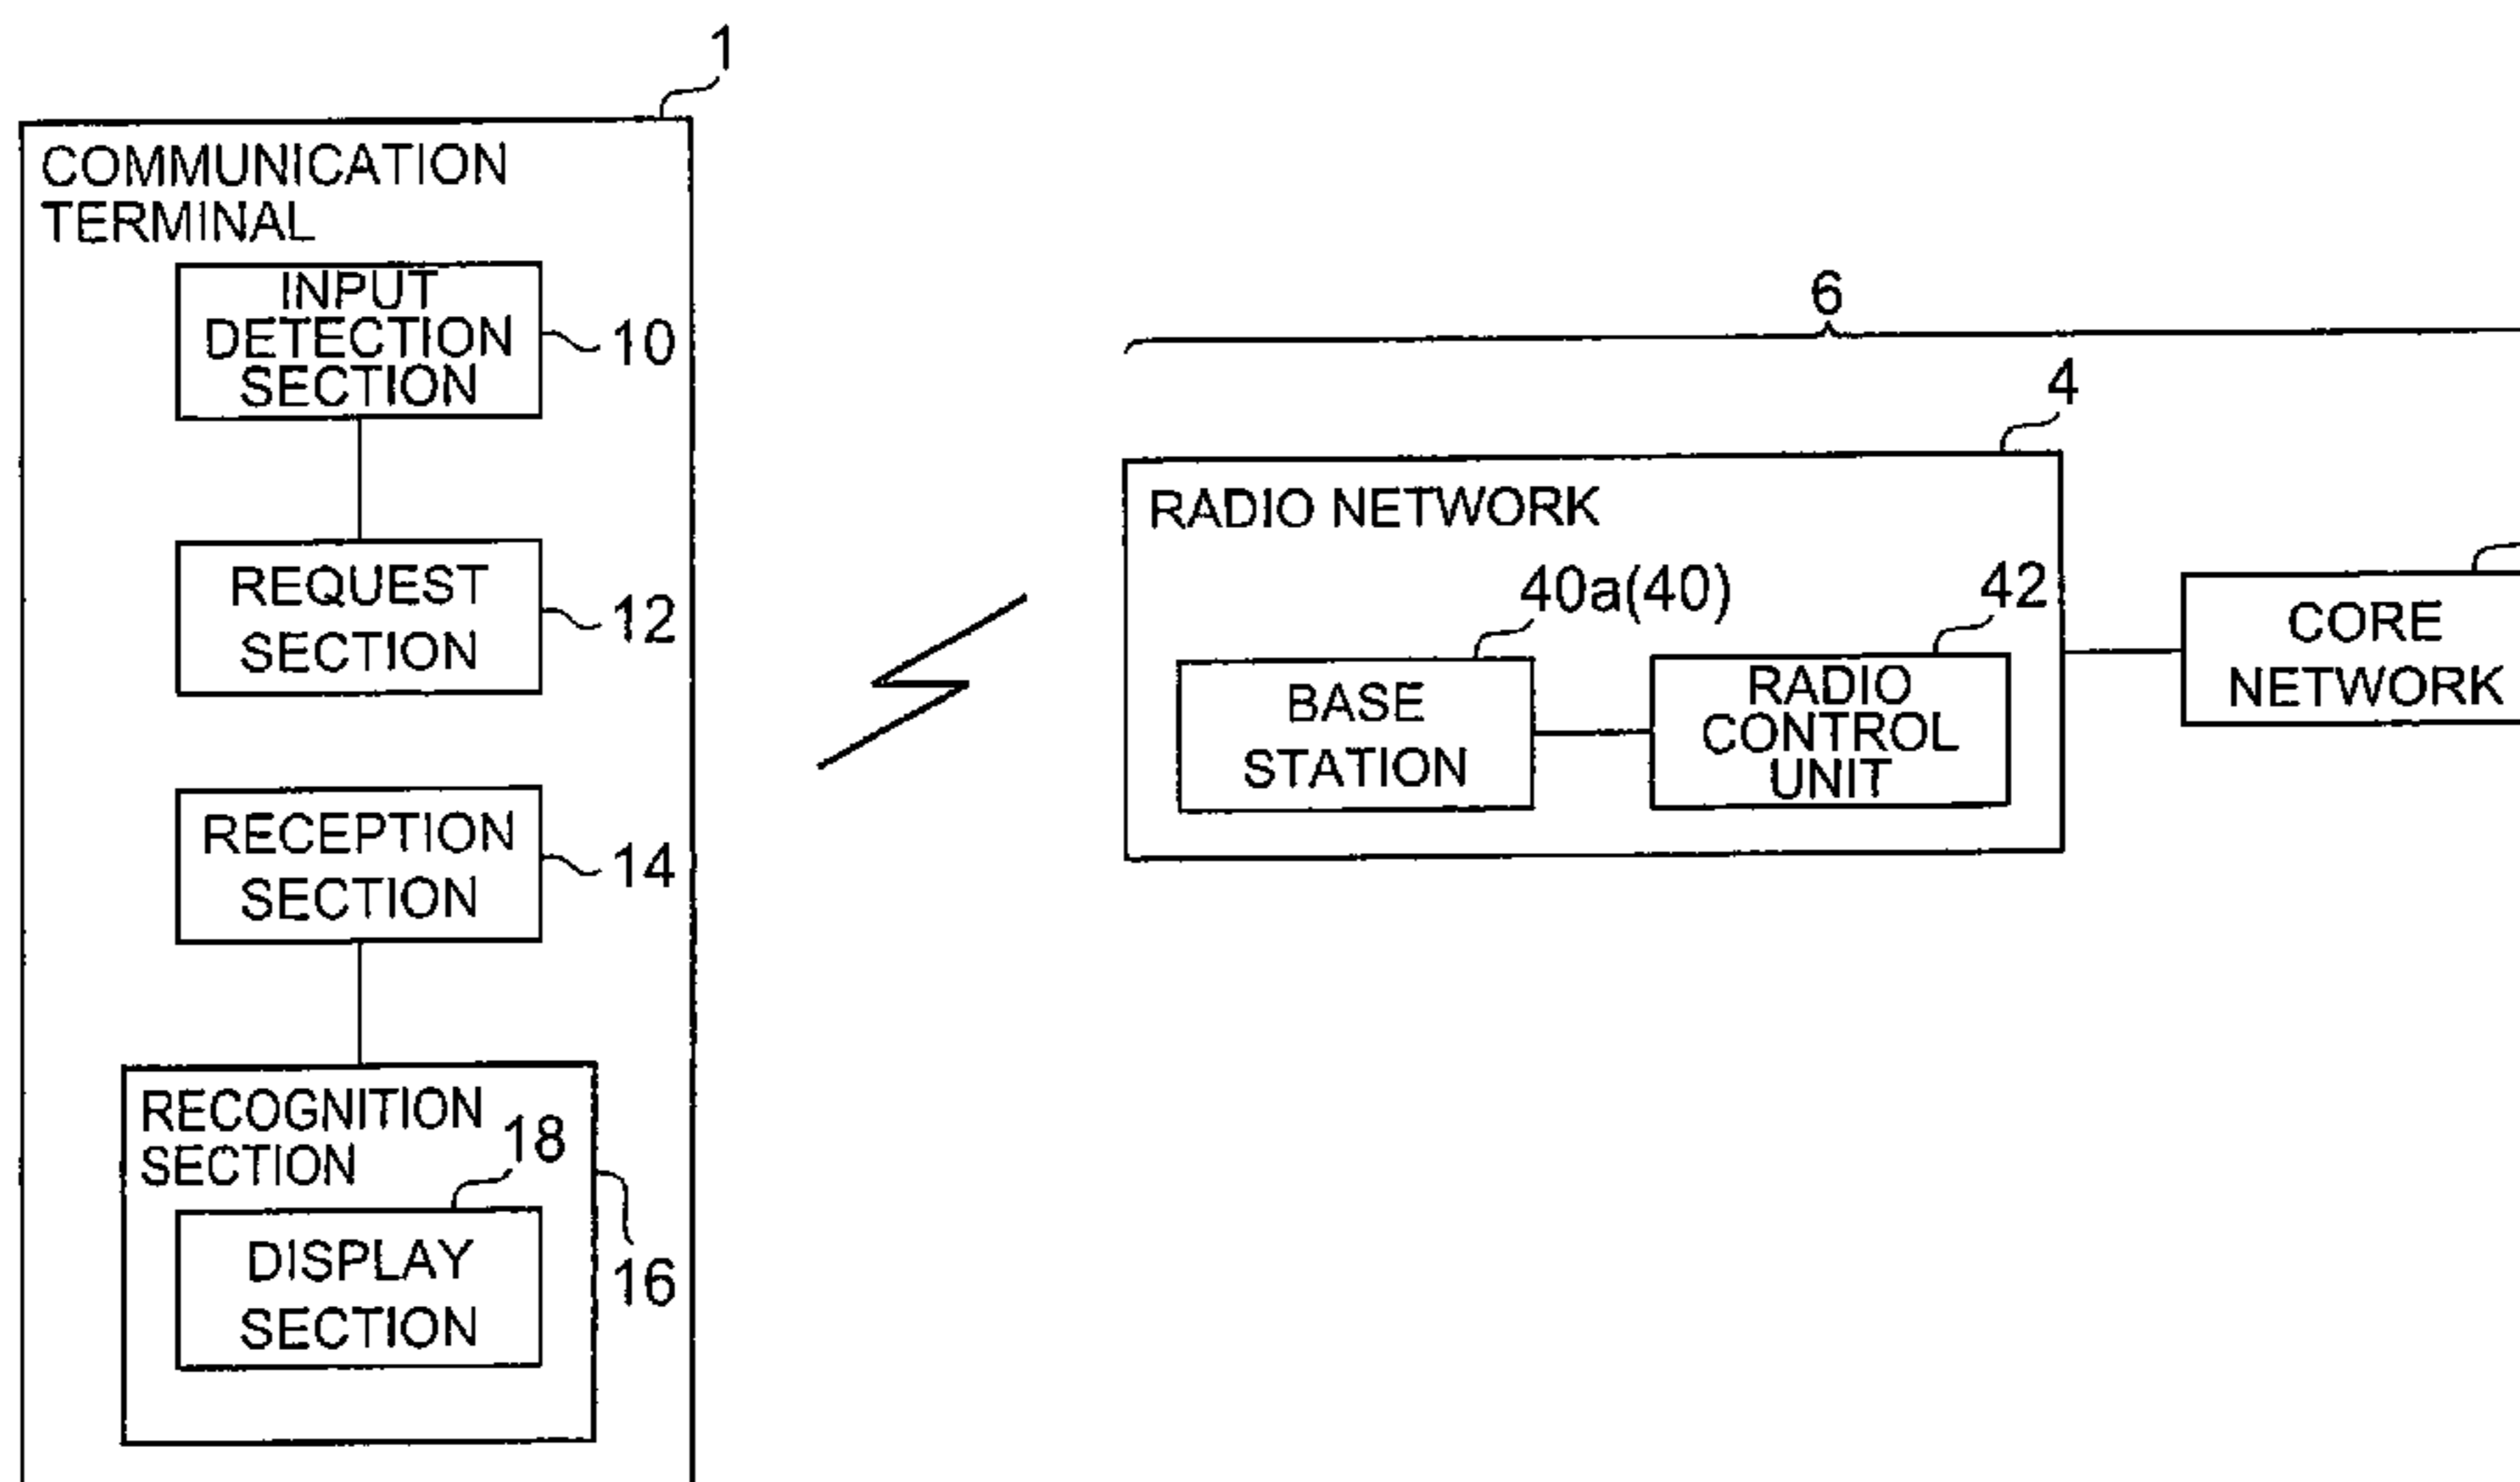 1
COMMUNICATION
TERMINAL
INPUT
DETECTION
SECTION
10
REQUEST
SECTION
12
RECEPTION
SECTION
14
RECOGNITION
SECTION
18
DISPLAY
SECTION
16
6
4
RADIO NETWORK
40a(40)
42
BASE
STATION
RADIO
CONTROL
UNIT
CORE
NETWORK